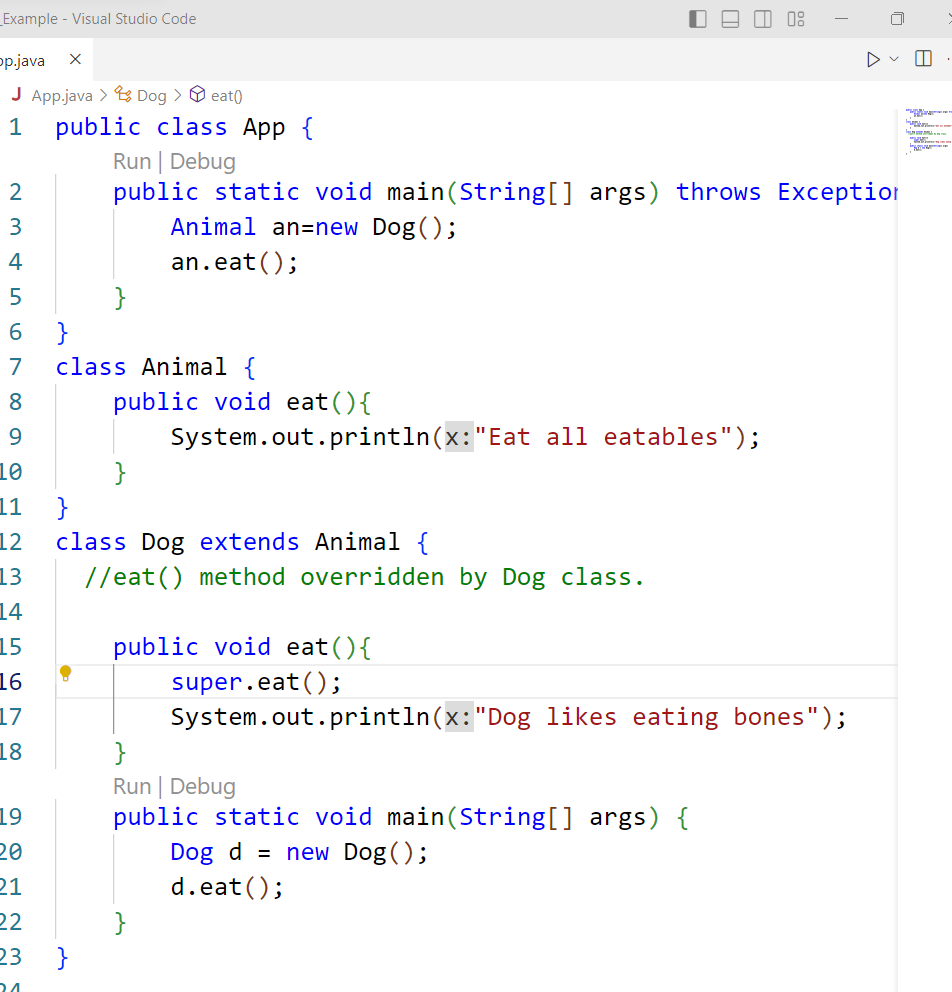 _Example - Visual Studio Code
pp.java
J App.java > Dog > eat()
1 public class App {
Run | Debug
2 public static void main(String[] args) throws Exception
3 Animal an=new Dog();
4 an.eat();
5 }
6 }
7 class Animal {
8 public void eat(){
9 System.out.println(x:"Eat all eatables");
10 }
11 }
12 class Dog extends Animal {
13 //eat() method overridden by Dog class.
14
15 public void eat(){
16 super.eat();
17 System.out.println(x:"Dog likes eating bones");
18 }
Run | Debug
19 public static void main(String[] args) {
20 Dog d = new Dog();
21 d.eat();
22 }
23 }
24